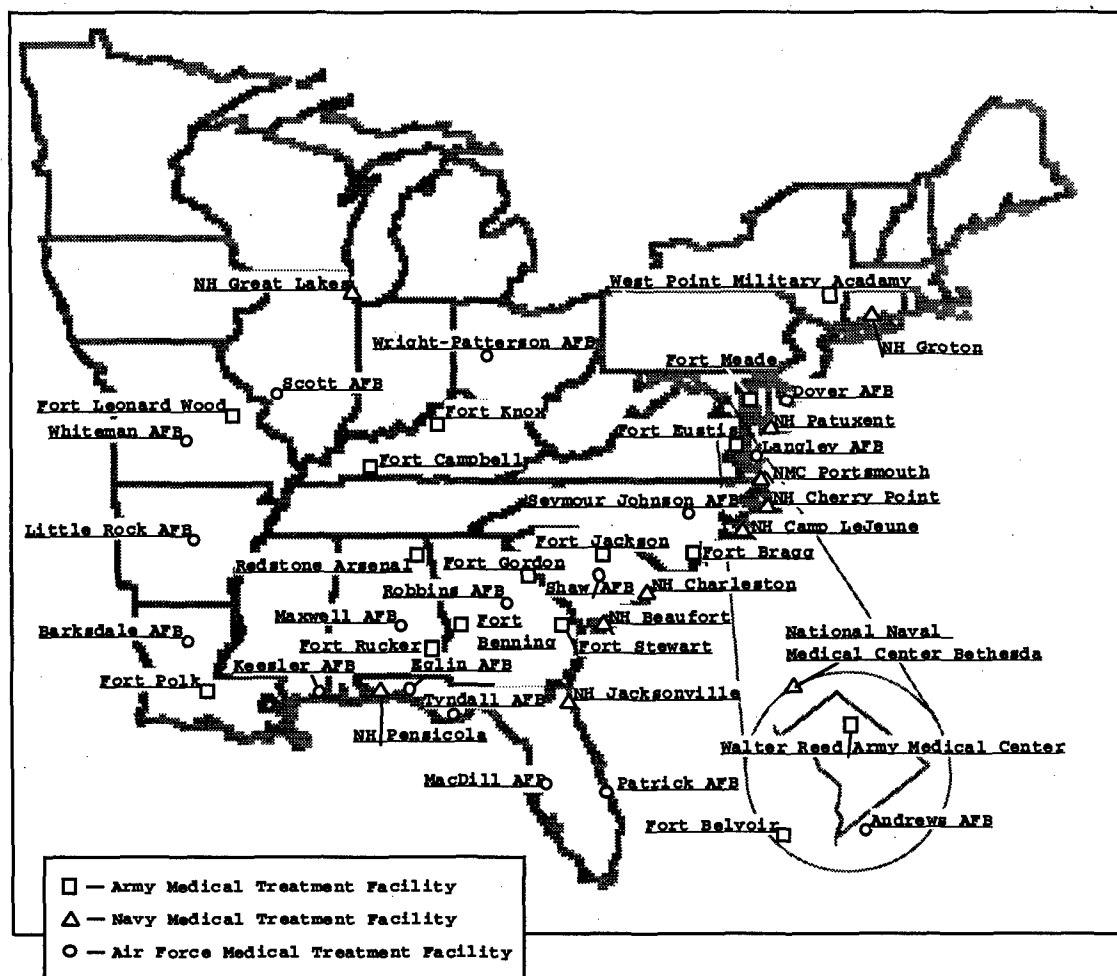 West Point Military Acadamy
NH Great Lakes
Wright-Patterson AFB
NH Groton
Fort Meade
Scott AFB
Dover AFB
Fort Leonard Wood
Fort Knox
NH Patuxent
Whiteman AFB
Fort Eustis
Langley AFB
Fort Campbell
NMC Portsmouth
Seymour Johnson AFB
NH Cherry Point
NH Camp LeJeune
Little Rock AFB
Fort Jackson
Fort Bragg
Redstone Arsenal
Fort Gordon
Shaw AFB
NH Charleston
Robbins AFB
Maxwell AFB
Fort
Benning
NH Beaufort
Barksdale AFB
Fort Rucker
Fort Stewart
National Naval
Medical Center Bethesda
Keesler AFB
Eglin AFB
Fort Polk
Tyndall AFB
NH Jacksonville
NH Pensicola
Walter Reed Army Medical Center
MacDill AFB
Patrick AFB
Fort Belvoir
Andrews AFB
— Army Medical Treatment Facility
— Navy Medical Treatment Facility
— Air Force Medical Treatment Facility